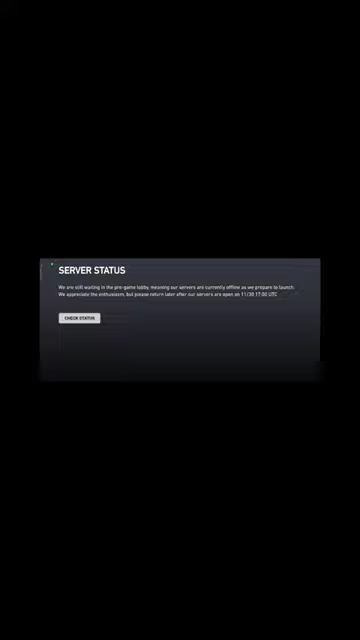 SERVER STATUS
We are still waiting in the pre-game lobby, meaning our servers are currently offline as we prepare to launch.
We appreciate the enthusiasm, but please return later after our servers are open on 11/30 17:00 UTC
CHECK STATUS